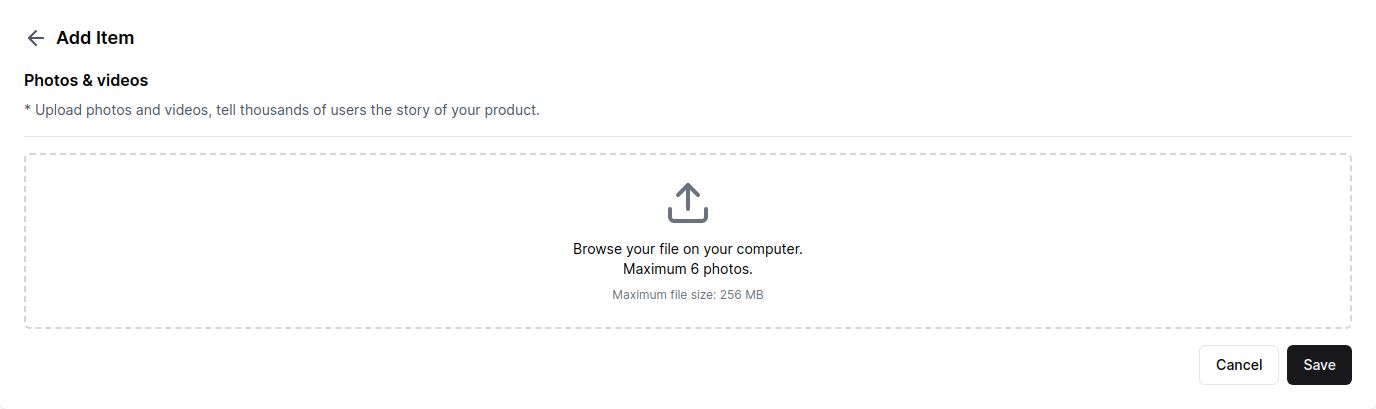 Add Item
Photos & videos
* Upload photos and videos, tell thousands of users the story of your product.
Browse your file on your computer.
Maximum 6 photos.
Maximum file size: 256 MB
Cancel Save